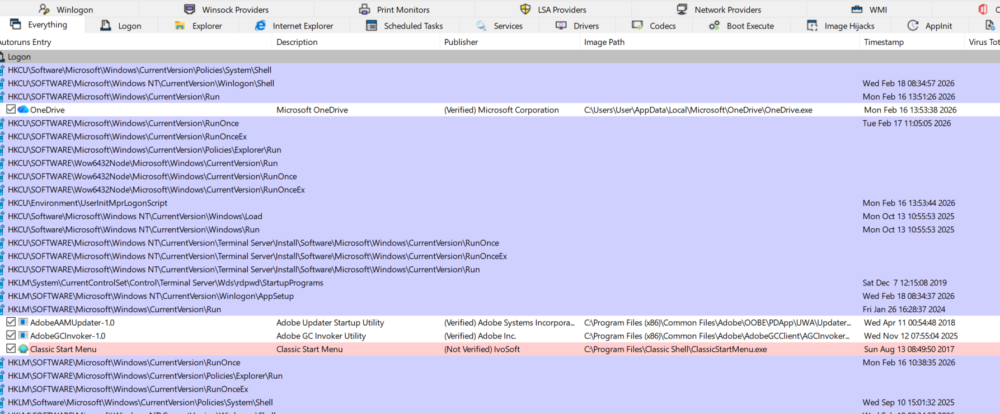 Winlogon Winsock Providers Print Monitors LSA Providers Network Providers WMI
Everything Logon Explorer Internet Explorer Scheduled Tasks Services Drivers Codecs Boot Execute Image Hijacks AppInit
Autoruns Entry Description Publisher Image Path Timestamp Virus Tot
Logon
HKCU\Software\Microsoft\Windows\CurrentVersion\Policies\System\Shell
HKCU\SOFTWARE\Microsoft\Windows NT\CurrentVersion\Winlogon\Shell Wed Feb 18 08:34:57 2026
HKCU\SOFTWARE\Microsoft\Windows\CurrentVersion\Run Mon Feb 16 13:51:26 2026
OneDrive Microsoft OneDrive (Verified) Microsoft Corporation C:\Users\User\AppData\Local\Microsoft\OneDrive\OneDrive.exe Mon Feb 16 13:53:38 2026
HKCU\SOFTWARE\Microsoft\Windows\CurrentVersion\RunOnce Tue Feb 17 11:05:05 2026
HKCU\SOFTWARE\Microsoft\Windows\CurrentVersion\RunOnceEx
HKCU\SOFTWARE\Microsoft\Windows\CurrentVersion\Policies\Explorer\Run
HKCU\SOFTWARE\Wow6432Node\Microsoft\Windows\CurrentVersion\Run
HKCU\SOFTWARE\Wow6432Node\Microsoft\Windows\CurrentVersion\RunOnce
HKCU\SOFTWARE\Wow6432Node\Microsoft\Windows\CurrentVersion\RunOnceEx
HKCU\Environment\UserInitMprLogonScript Mon Feb 16 13:53:44 2026
HKCU\Software\Microsoft\Windows NT\CurrentVersion\Windows\Load Mon Oct 13 10:55:53 2025
HKCU\Software\Microsoft\Windows NT\CurrentVersion\Windows\Run Mon Oct 13 10:55:53 2025
HKCU\SOFTWARE\Microsoft\Windows NT\CurrentVersion\Terminal Server\Install\Software\Microsoft\Windows\CurrentVersion\RunOnce
HKCU\SOFTWARE\Microsoft\Windows NT\CurrentVersion\Terminal Server\Install\Software\Microsoft\Windows\CurrentVersion\RunOnceEx
HKCU\SOFTWARE\Microsoft\Windows NT\CurrentVersion\Terminal Server\Install\Software\Microsoft\Windows\CurrentVersion\Run
HKLM\System\CurrentControlSet\Control\Terminal Server\Wds\rdpwd\StartupPrograms Sat Dec 7 12:15:08 2019
HKLM\SOFTWARE\Microsoft\Windows NT\CurrentVersion\Winlogon\AppSetup Wed Feb 18 08:34:37 2026
HKLM\SOFTWARE\Microsoft\Windows\CurrentVersion\Run Fri Jan 26 16:28:37 2024
AdobeAAMUpdater-1.0 Adobe Updater Startup Utility (Verified) Adobe Systems Incorpora... C:\Program Files (x86)\Common Files\Adobe\OOBE\PDApp\UWA\Updater... Wed Apr 11 00:54:48 2018
AdobeGCInvoker-1.0 Adobe GC Invoker Utility (Verified) Adobe Inc. C:\Program Files (x86)\Common Files\Adobe\AdobeGCClient\AGCInvoker... Wed Nov 12 07:55:04 2025
Classic Start Menu Classic Start Menu (Not Verified) IvoSoft C:\Program Files\Classic Shell\ClassicStartMenu.exe Sun Aug 13 08:49:50 2017
HKLM\SOFTWARE\Microsoft\Windows\CurrentVersion\RunOnce Mon Feb 16 10:38:35 2026
HKLM\SOFTWARE\Microsoft\Windows\CurrentVersion\Policies\Explorer\Run
HKLM\SOFTWARE\Microsoft\Windows\CurrentVersion\RunOnceEx
HKLM\Software\Microsoft\Windows\CurrentVersion\Policies\System\Shell Wed Sep 10 15:01:32 2025